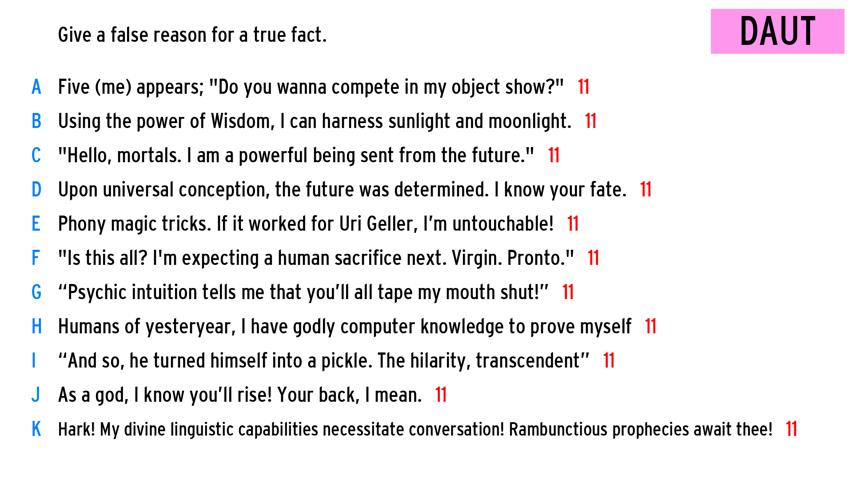 Give a false reason for a true fact.
DAUT
A Five (me) appears; "Do you wanna compete in my object show?" 11
B Using the power of Wisdom, I can harness sunlight and moonlight. 11
C "Hello, mortals. I am a powerful being sent from the future." 11
D Upon universal conception, the future was determined. I know your fate. 11
E Phony magic tricks. If it worked for Uri Geller, I’m untouchable! 11
F "Is this all? I'm expecting a human sacrifice next. Virgin. Pronto." 11
G “Psychic intuition tells me that you’ll all tape my mouth shut!” 11
H Humans of yesteryear, I have godly computer knowledge to prove myself 11
I “And so, he turned himself into a pickle. The hilarity, transcendent” 11
J As a god, I know you’ll rise! Your back, I mean. 11
K Hark! My divine linguistic capabilities necessitate conversation! Rambunctious prophecies await thee! 11